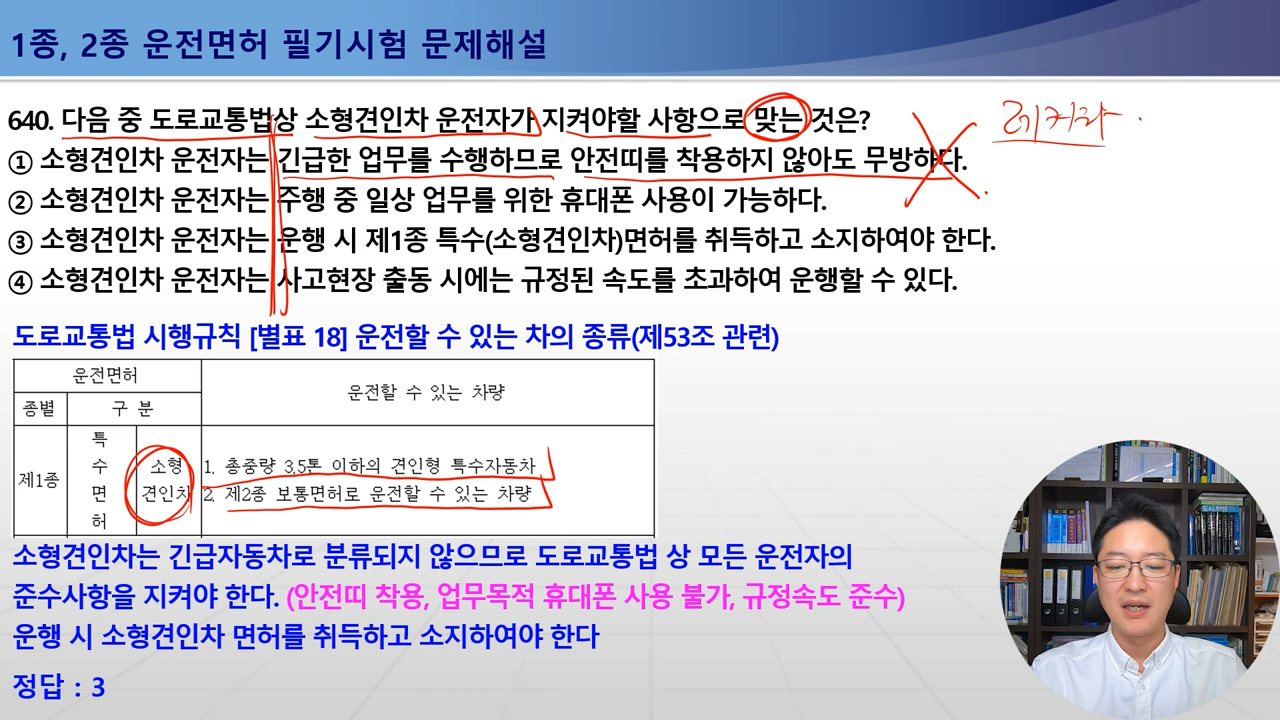 1종, 2종 운전면허 필기시험 문제해설
640. 다음 중 도로교통법상 소형견인차 운전자가 지켜야할 사항으로 맞는 것은?
레커차.
① 소형견인차 운전자는 긴급한 업무를 수행하므로 안전띠를 착용하지 않아도 무방하다.
② 소형견인차 운전자는 주행 중 일상 업무를 위한 휴대폰 사용이 가능하다.
③ 소형견인차 운전자는 운행 시 제1종 특수(소형견인차)면허를 취득하고 소지하여야 한다.
④ 소형견인차 운전자는 사고현장 출동 시에는 규정된 속도를 초과하여 운행할 수 있다.
도로교통법 시행규칙 [별표 18] 운전할 수 있는 차의 종류(제53조 관련)
운전면허
운전할 수 있는 차량
종별
구 분
제1종
특
수
면
허
소형
견인차
1. 총중량 3.5톤 이하의 견인형 특수자동차
2. 제2종 보통면허로 운전할 수 있는 차량
소형견인차는 긴급자동차로 분류되지 않으므로 도로교통법 상 모든 운전자의
준수사항을 지켜야 한다. (안전띠 착용, 업무목적 휴대폰 사용 불가, 규정속도 준수)
운행 시 소형견인차 면허를 취득하고 소지하여야 한다
정답 : 3